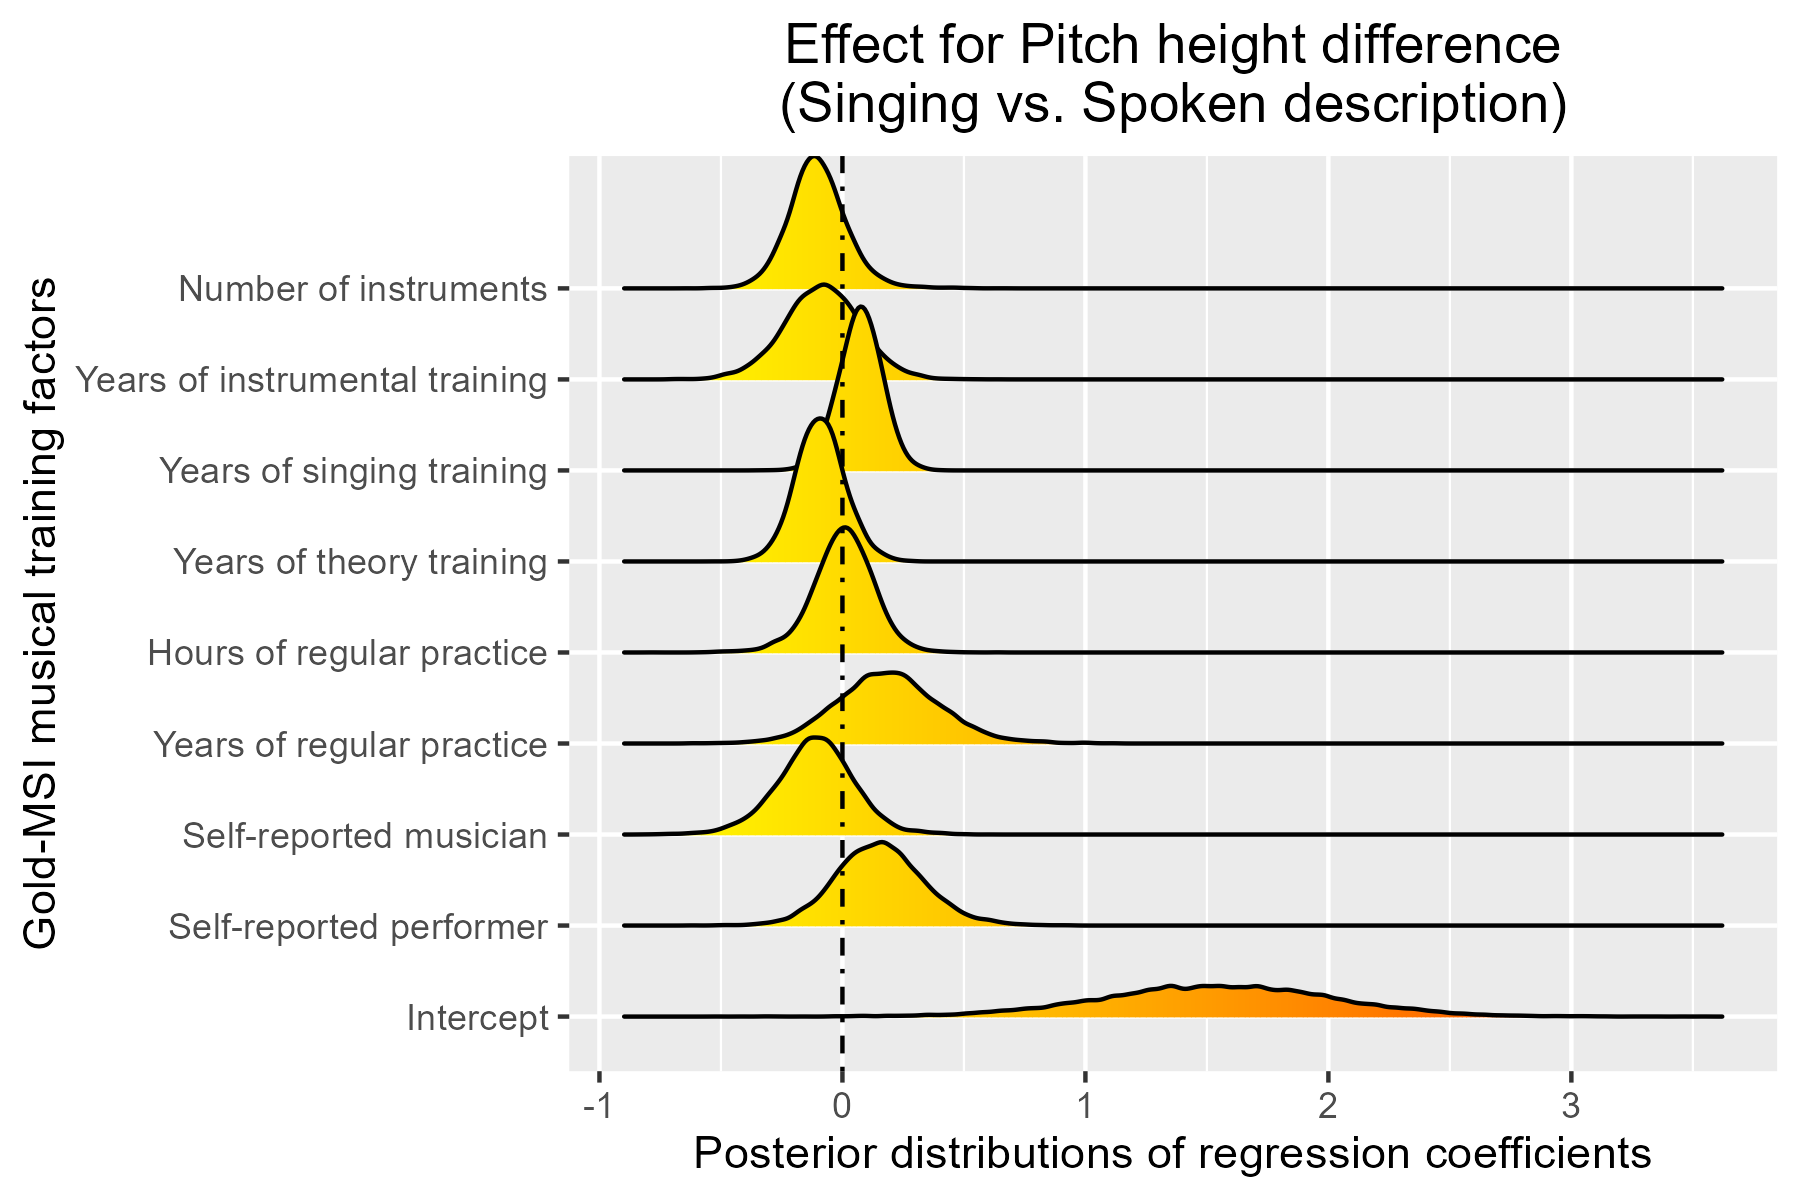 Effect for Pitch height difference
(Singing vs. Spoken description)
Gold-MSI musical training factors
Number of instruments
Years of instrumental training
Years of singing training
Years of theory training
Hours of regular practice
Years of regular practice
Self-reported musician
Self-reported performer
Intercept
-1 0 1 2 3
Posterior distributions of regression coefficients